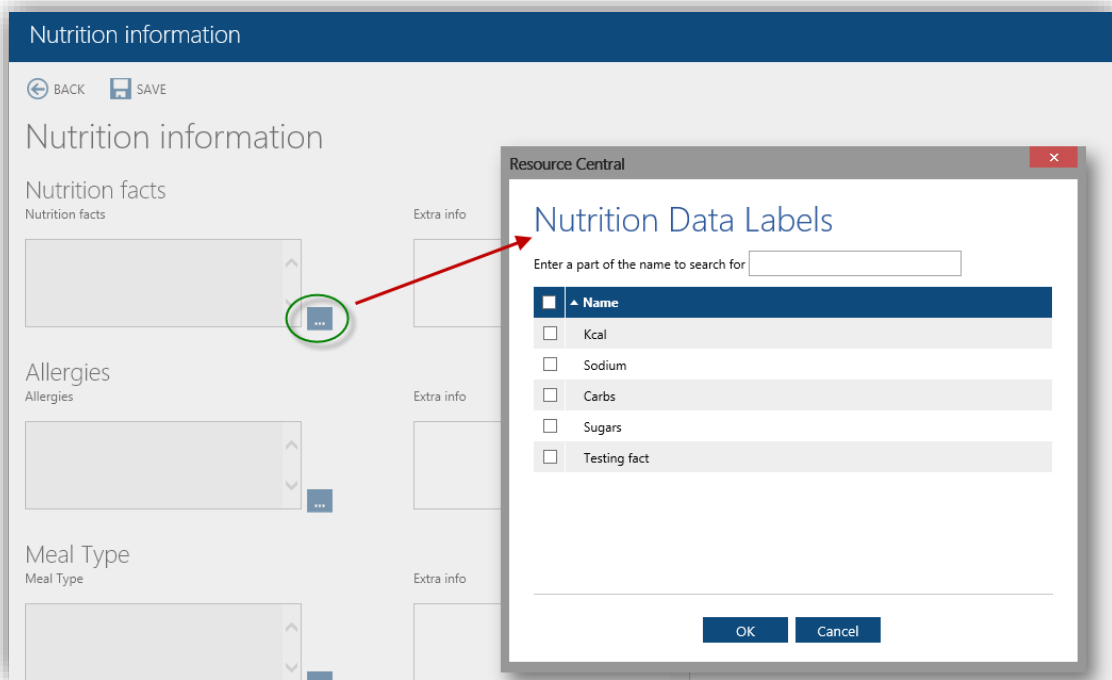 Nutrition information
BACK SAVE
Nutrition information
Nutrition facts
Nutrition facts
Extra info
...
Allergies
Allergies
Extra info
...
Meal Type
Meal Type
Extra info
Resource Central
Nutrition Data Labels
Enter a part of the name to search for
Name
Kcal
Sodium
Carbs
Sugars
Testing fact
OK Cancel